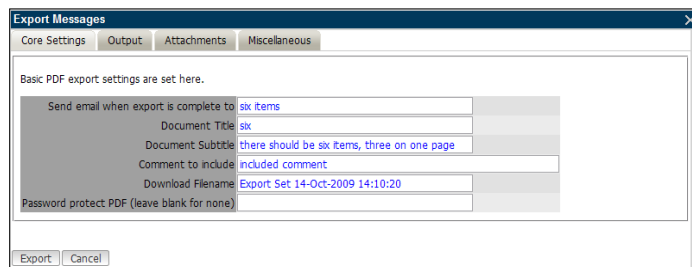 Export Messages
Core Settings Output Attachments Miscellaneous
Basic PDF export settings are set here.
Send email when export is complete to six items
Document Title six
Document Subtitle there should be six items, three on one page
Comment to include included comment
Download Filename Export Set 14-Oct-2009 14:10:20
Password protect PDF (leave blank for none)
Export Cancel